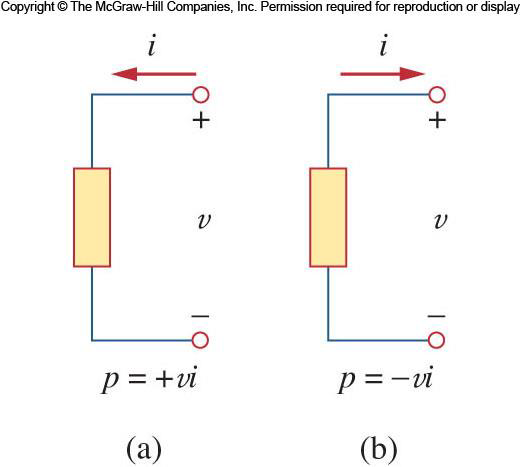 Copyright © The McGraw-Hill Companies, Inc. Permission required for reproduction or display
i
+
v
−
p = +vi
(a)
i
+
v
−
p = −vi
(b)